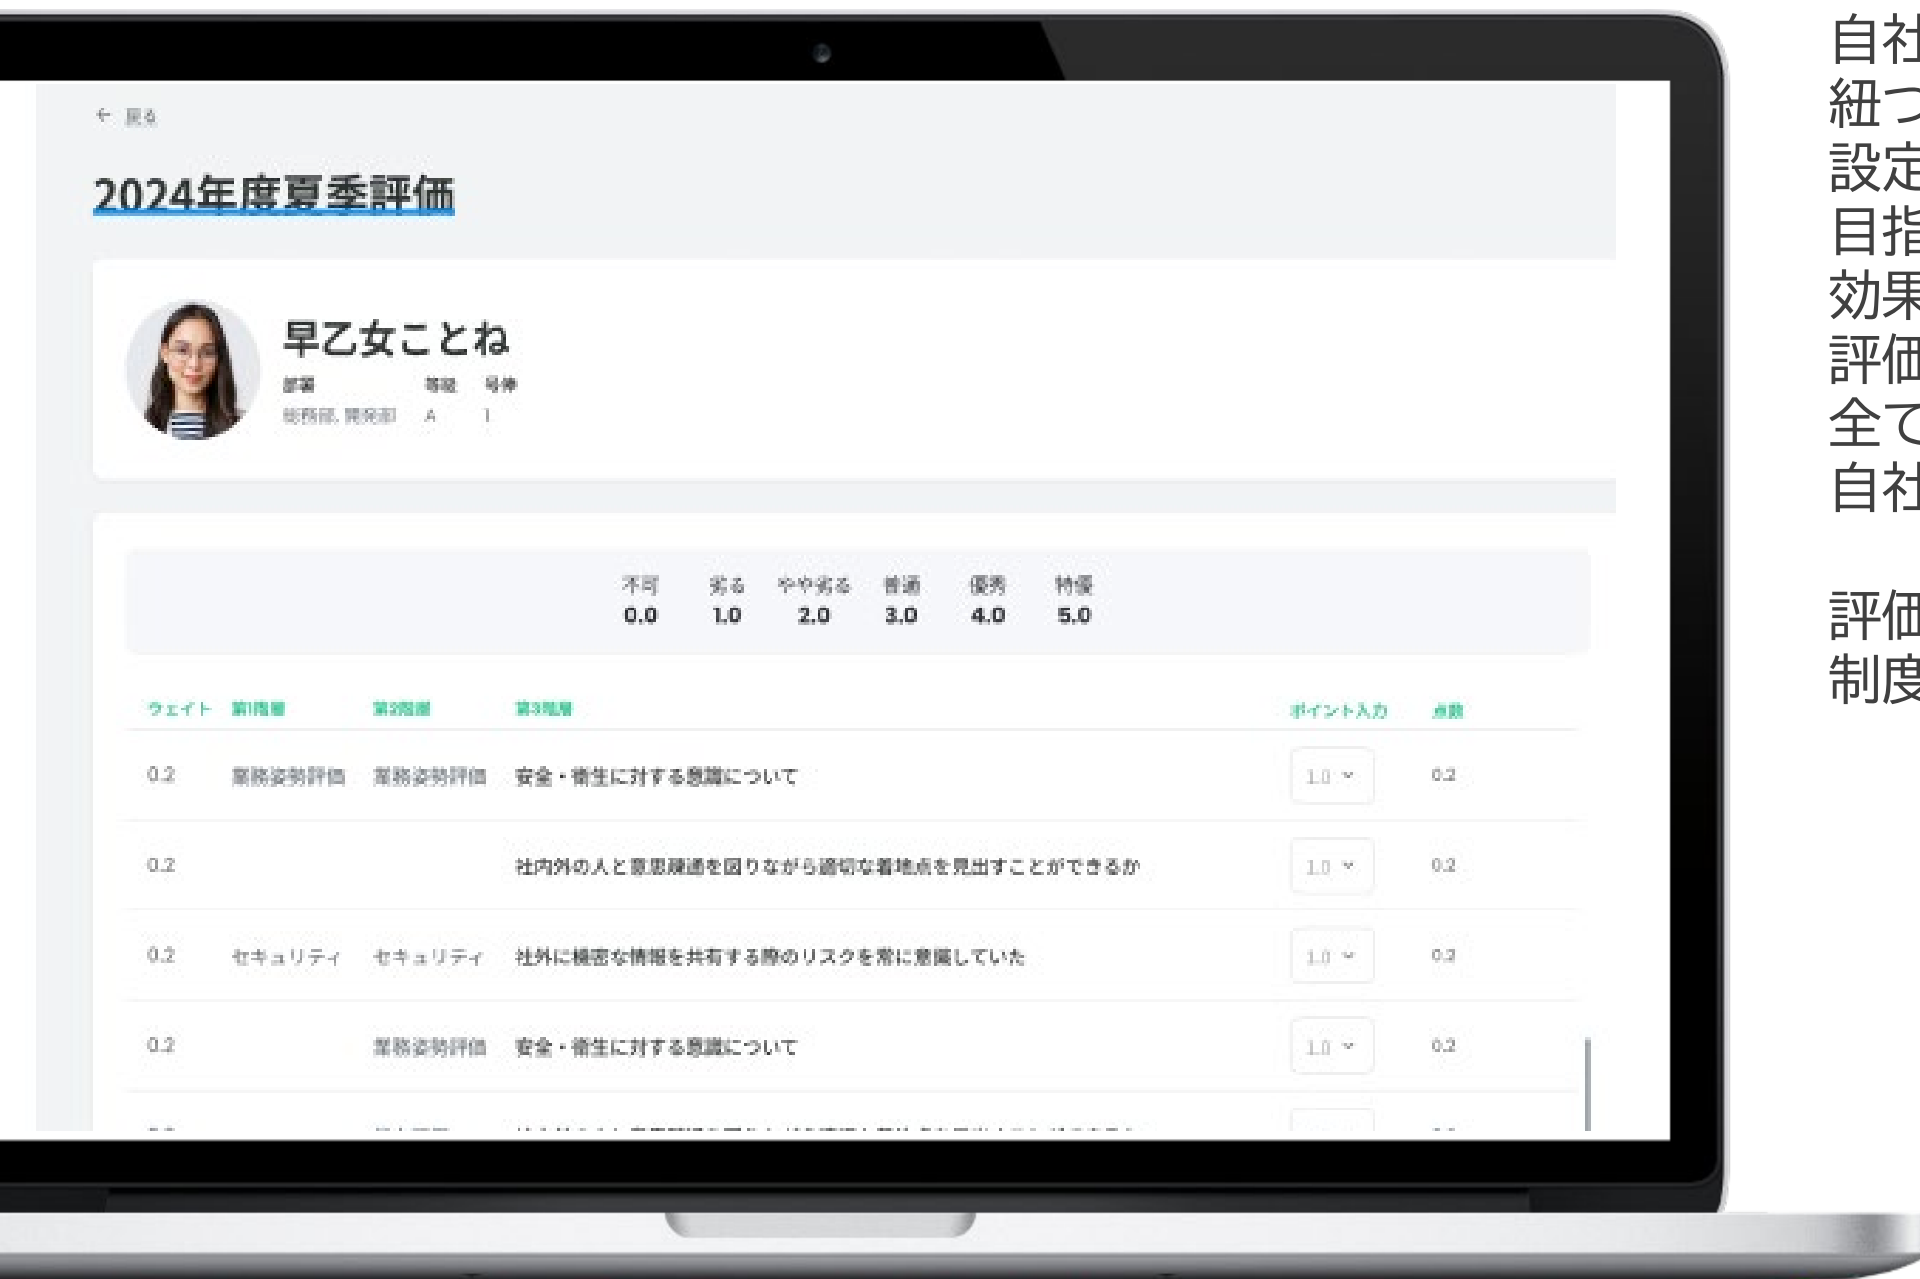 ← 戻る
2024年度夏季評価
早乙女ことね
部署 等級 号俸
総務部, 開発部 A 1
不可 劣る やや劣る 普通 優秀 特優
0.0 1.0 2.0 3.0 4.0 5.0
ウェイト 第1階層 第2階層 第3階層 ポイント入力 点数
0.2 業務姿勢評価 業務姿勢評価 安全・衛生に対する意識について 1.0 0.2
0.2 社内外の人と意思疎通を図りながら適切な着地点を見出すことができるか 1.0 0.2
0.2 セキュリティ セキュリティ 社外に機密な情報を共有する際のリスクを常に意識していた 1.0 0.2
0.2 業務姿勢評価 安全・衛生に対する意識について 1.0 0.2
自社
紐つ
設定
目指
効果
評価
全て
自社
評価
制度